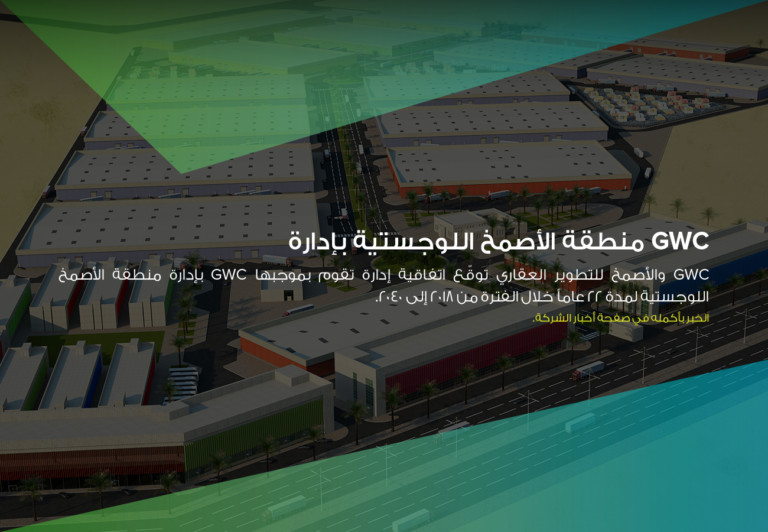 GWC منطقة الأصمخ اللوجستية بإدارة
GWC والأصمخ للتطوير العقاري توقّع اتفاقية إدارة تقوم بموجبها GWC بإدارة منطقة الأصمخ
اللوجستية لمدة ٢٢ عاماً خلال الفترة من ٢٠١٨ إلى ٢٠٤٠.
الخبر بأكمله في صفحة أخبار الشركة.